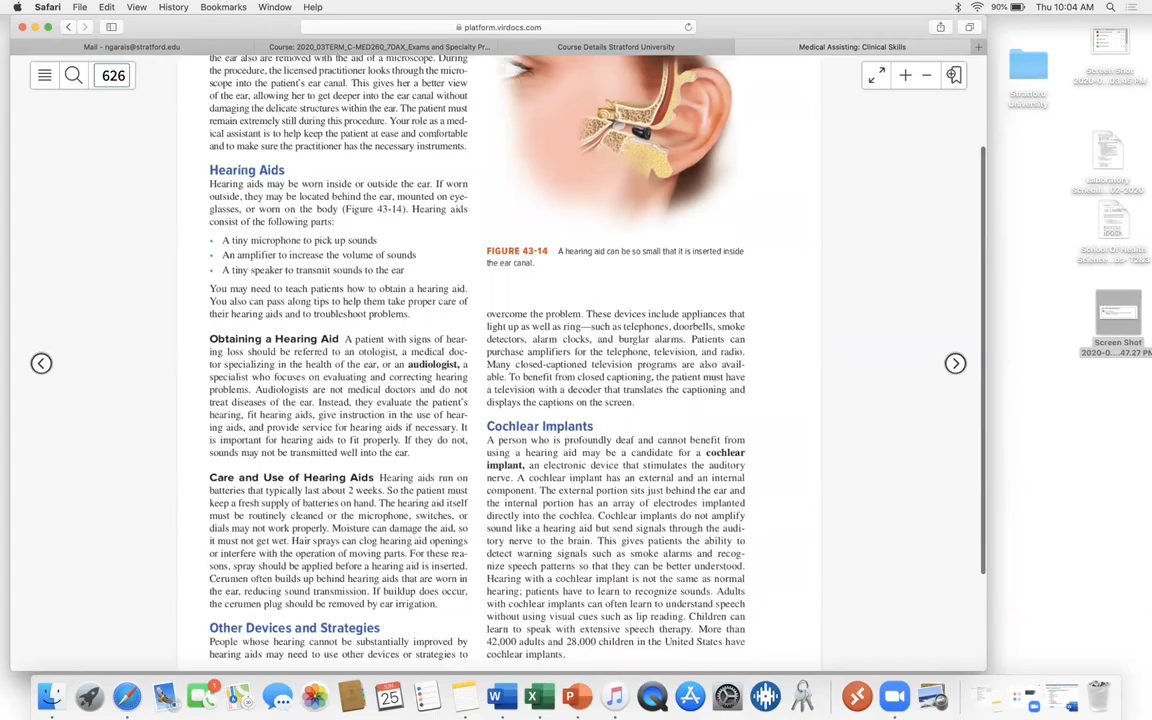 Safari File Edit View History Bookmarks Window Help
90% Thu 10:04 AM
platform.virdocs.com
Mail - ngarais@stratford.edu
Course: 2020_03TERM_C-MED260_7DAX_Exams and Specialty Pr...
Course Details Stratford University
Medical Assisting: Clinical Skills
626
the ear also are removed with the aid of a microscope. During
the procedure, the licensed practitioner looks through the micro-
scope into the patient's ear canal. This gives her a better view
of the ear, allowing her to get deeper into the ear canal without
damaging the delicate structures within the ear. The patient must
remain extremely still during this procedure. Your role as a med-
ical assistant is to help keep the patient at ease and comfortable
and to make sure the practitioner has the necessary instruments.
Hearing Aids
Hearing aids may be worn inside or outside the ear. If worn
outside, they may be located behind the ear, mounted on eye-
glasses, or worn on the body (Figure 43-14). Hearing aids
consist of the following parts:
• A tiny microphone to pick up sounds
• An amplifier to increase the volume of sounds
• A tiny speaker to transmit sounds to the ear
You may need to teach patients how to obtain a hearing aid.
You also can pass along tips to help them take proper care of
their hearing aids and to troubleshoot problems.
Obtaining a Hearing Aid A patient with signs of hear-
ing loss should be referred to an otologist, a medical doc-
tor specializing in the health of the ear, or an audiologist, a
specialist who focuses on evaluating and correcting hearing
problems. Audiologists are not medical doctors and do not
treat diseases of the ear. Instead, they evaluate the patient's
hearing, fit hearing aids, give instruction in the use of hear-
ing aids, and provide service for hearing aids if necessary. It
is important for hearing aids to fit properly. If they do not,
sounds may not be transmitted well into the ear.
Care and Use of Hearing Aids Hearing aids run on
batteries that typically last about 2 weeks. So the patient must
keep a fresh supply of batteries on hand. The hearing aid itself
must be routinely cleaned or the microphone, switches, or
dials may not work properly. Moisture can damage the aid, so
it must not get wet. Hair sprays can clog hearing aid openings
or interfere with the operation of moving parts. For these rea-
sons, spray should be applied before a hearing aid is inserted.
Cerumen often builds up behind hearing aids that are worn in
the ear, reducing sound transmission. If buildup does occur,
the cerumen plug should be removed by ear irrigation.
Other Devices and Strategies
People whose hearing cannot be substantially improved by
hearing aids may need to use other devices or strategies to
FIGURE 43-14 A hearing aid can be so small that it is inserted inside
the ear canal.
overcome the problem. These devices include appliances that
light up as well as ring—such as telephones, doorbells, smoke
detectors, alarm clocks, and burglar alarms. Patients can
purchase amplifiers for the telephone, television, and radio.
Many closed-captioned television programs are also avail-
able. To benefit from closed captioning, the patient must have
a television with a decoder that translates the captioning and
displays the captions on the screen.
Cochlear Implants
A person who is profoundly deaf and cannot benefit from
using a hearing aid may be a candidate for a cochlear
implant, an electronic device that stimulates the auditory
nerve. A cochlear implant has an external and an internal
component. The external portion sits just behind the ear and
the internal portion has an array of electrodes implanted
directly into the cochlea. Cochlear implants do not amplify
sound like a hearing aid but send signals through the audi-
tory nerve to the brain. This gives patients the ability to
detect warning signals such as smoke alarms and recog-
nize speech patterns so that they can be better understood.
Hearing with a cochlear implant is not the same as normal
hearing; patients have to learn to recognize sounds. Adults
with cochlear implants can often learn to understand speech
without using visual cues such as lip reading. Children can
learn to speak with extensive speech therapy. More than
42,000 adults and 28,000 children in the United States have
cochlear implants.
Screen Shot
2020-0...03.45 PM
Stratford
university
Laboratory
Schedul...02-2020
School Of Health
Science...ds- T2&3
Screen Shot
2020-0...47.27 PM
1
JUN
25